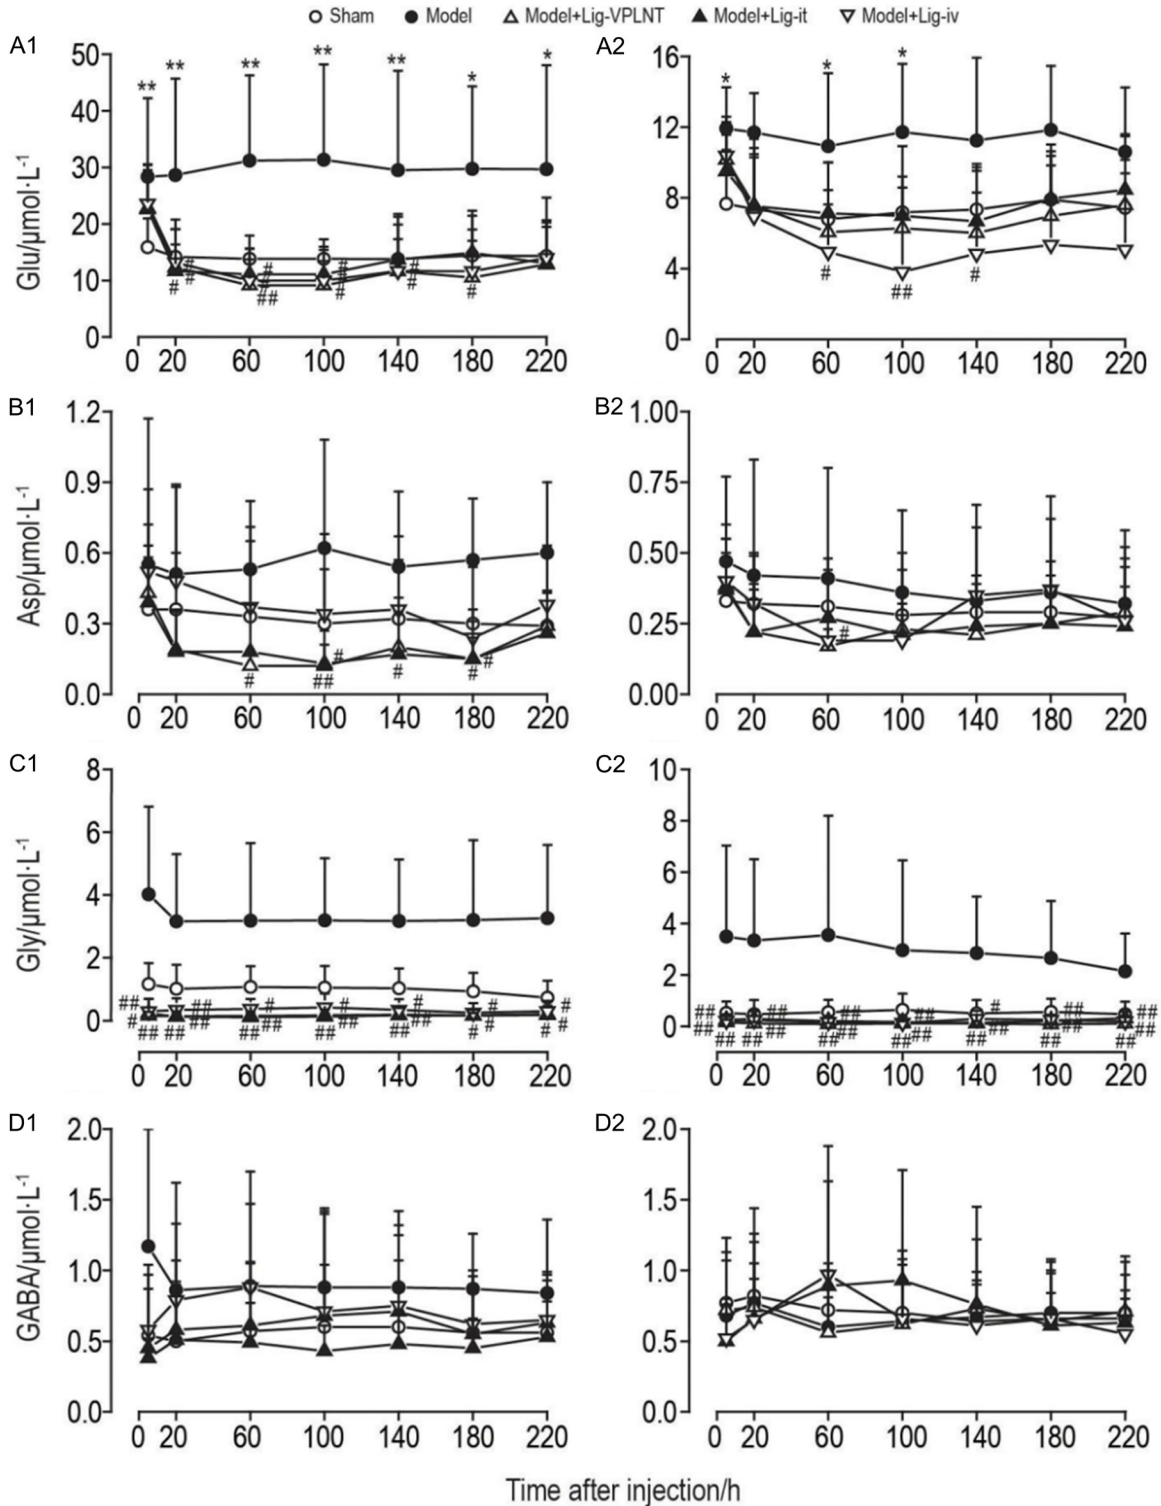 Sham Model Model+Lig-VPLNT Model+Lig-it Model+Lig-iv
A1 A2
Glu/μmol·L-1
50
40
30
20
10
0
** ** ** ** ** * *
# # # # # ## # # # # # #
0 20 60 100 140 180 220
16
12
8
4
0
* * *
# ## #
0 20 60 100 140 180 220
B1 B2
Asp/μmol·L-1
1.2
0.9
0.6
0.3
0.0
# ## # # # #
0 20 60 100 140 180 220
1.00
0.75
0.50
0.25
0.00
#
0 20 60 100 140 180 220
C1 C2
Gly/μmol·L-1
8
6
4
2
0
## ## # # # # #
# ## ## ## ## ## ## ## ## # # # #
0 20 60 100 140 180 220
10
8
6
4
2
0
## ## ## ## # ## ##
## ## ## ## ## ## ## ## ## ## ## ## ## ##
0 20 60 100 140 180 220
D1 D2
GABA/μmol·L-1
2.0
1.5
1.0
0.5
0.0
0 20 60 100 140 180 220
2.0
1.5
1.0
0.5
0.0
0 20 60 100 140 180 220
Time after injection/h